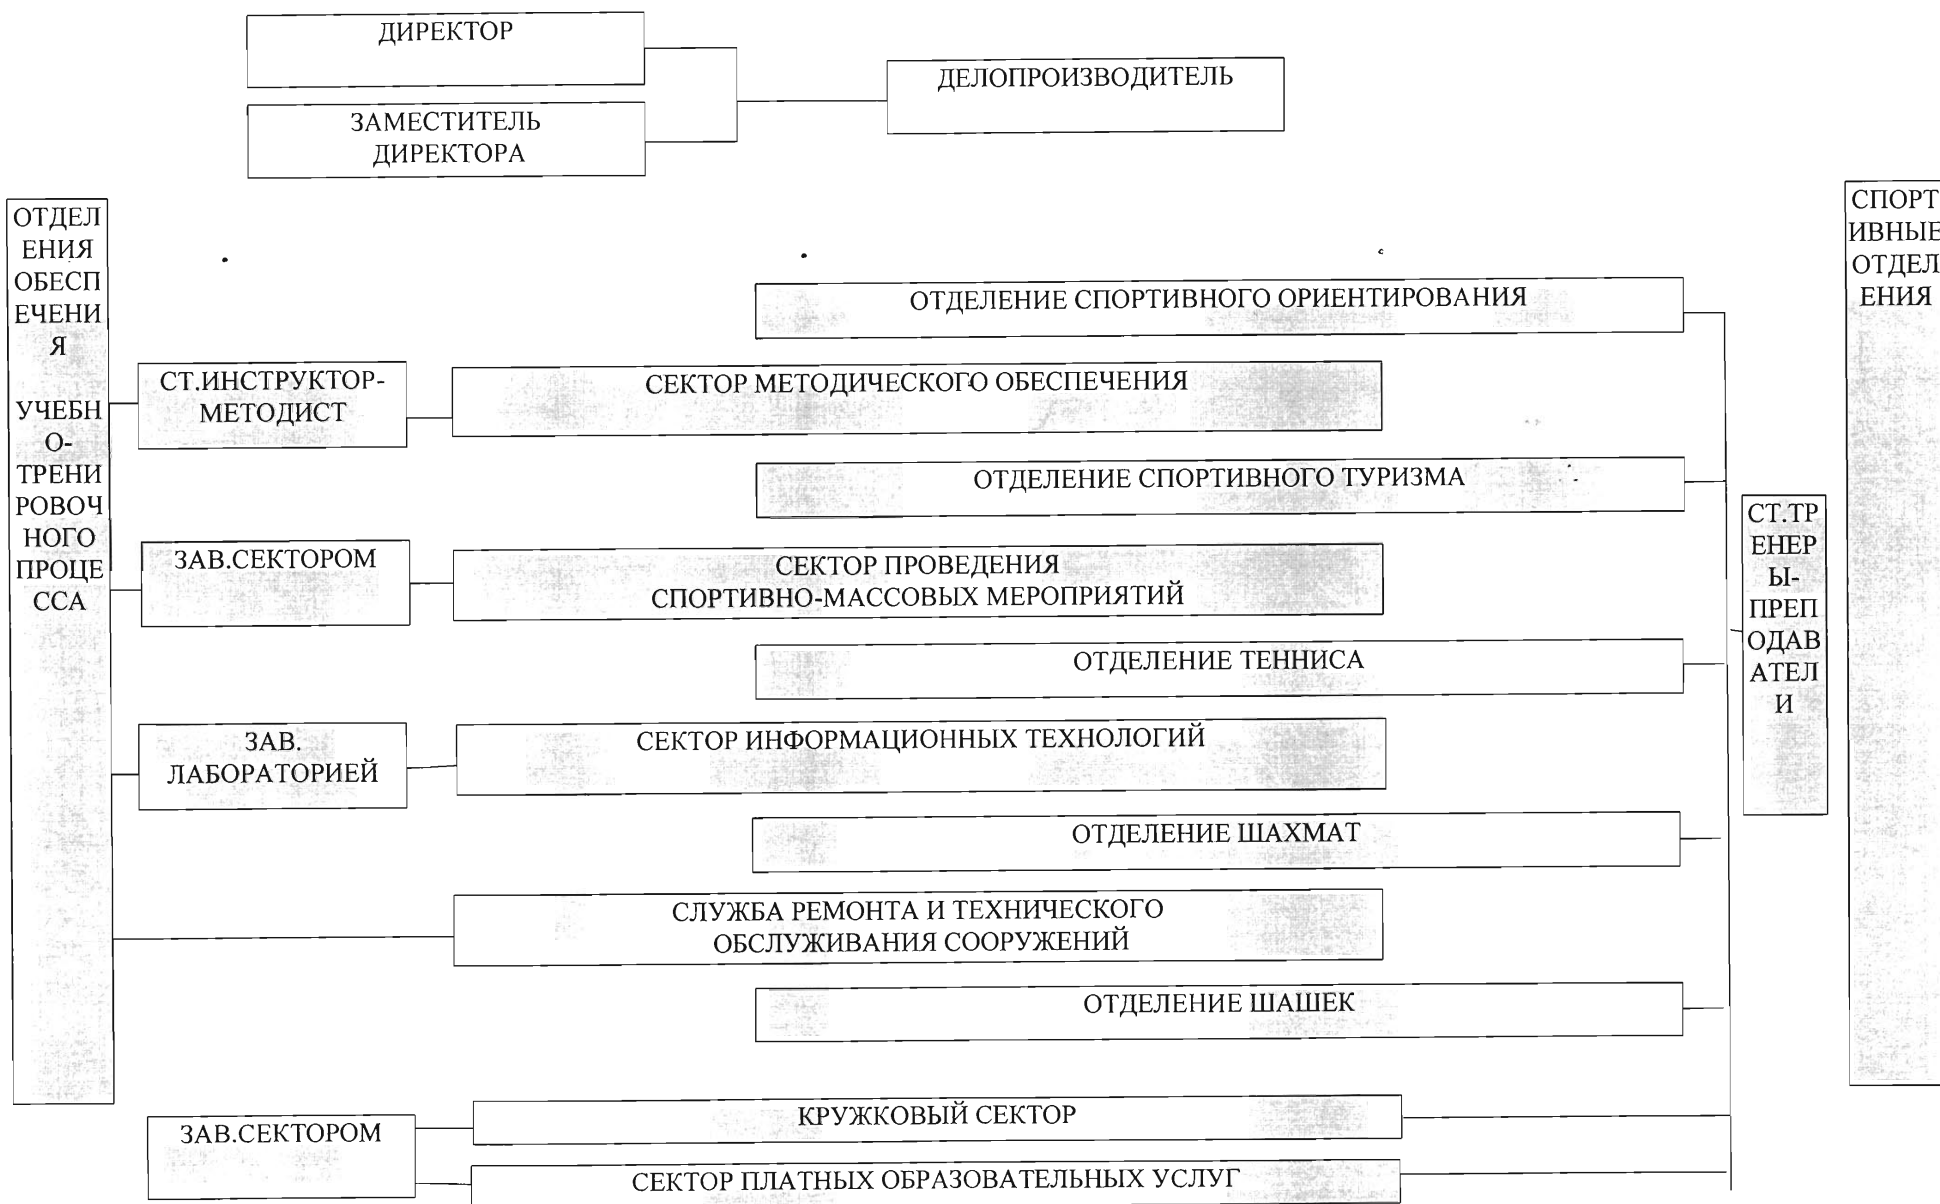 ДИРЕКТОР
ДЕЛОПРОИЗВОДИТЕЛЬ
ЗАМЕСТИТЕЛЬ
ДИРЕКТОРА
ОТДЕЛ
ЕНИЯ
ОБЕСП
ЕЧЕНИ
Я
УЧЕБН
О-
ТРЕНИ
РОВОЧ
НОГО
ПРОЦЕ
ССА
СПОРТ
ИВНЫЕ
ОТДЕЛ
ЕНИЯ
ОТДЕЛЕНИЕ СПОРТИВНОГО ОРИЕНТИРОВАНИЯ
СТ.ИНСТРУКТОР-
МЕТОДИСТ
СЕКТОР МЕТОДИЧЕСКОГО ОБЕСПЕЧЕНИЯ
ОТДЕЛЕНИЕ СПОРТИВНОГО ТУРИЗМА
СТ.ТР
ЕНЕР
Ы-
ПРЕП
ОДАВ
АТЕЛ
И
ЗАВ.СЕКТОРОМ
СЕКТОР ПРОВЕДЕНИЯ
СПОРТИВНО-МАССОВЫХ МЕРОПРИЯТИЙ
ОТДЕЛЕНИЕ ТЕННИСА
ЗАВ.
ЛАБОРАТОРИЕЙ
СЕКТОР ИНФОРМАЦИОННЫХ ТЕХНОЛОГИЙ
ОТДЕЛЕНИЕ ШАХМАТ
СЛУЖБА РЕМОНТА И ТЕХНИЧЕСКОГО
ОБСЛУЖИВАНИЯ СООРУЖЕНИЙ
ОТДЕЛЕНИЕ ШАШЕК
ЗАВ.СЕКТОРОМ
КРУЖКОВЫЙ СЕКТОР
СЕКТОР ПЛАТНЫХ ОБРАЗОВАТЕЛЬНЫХ УСЛУГ